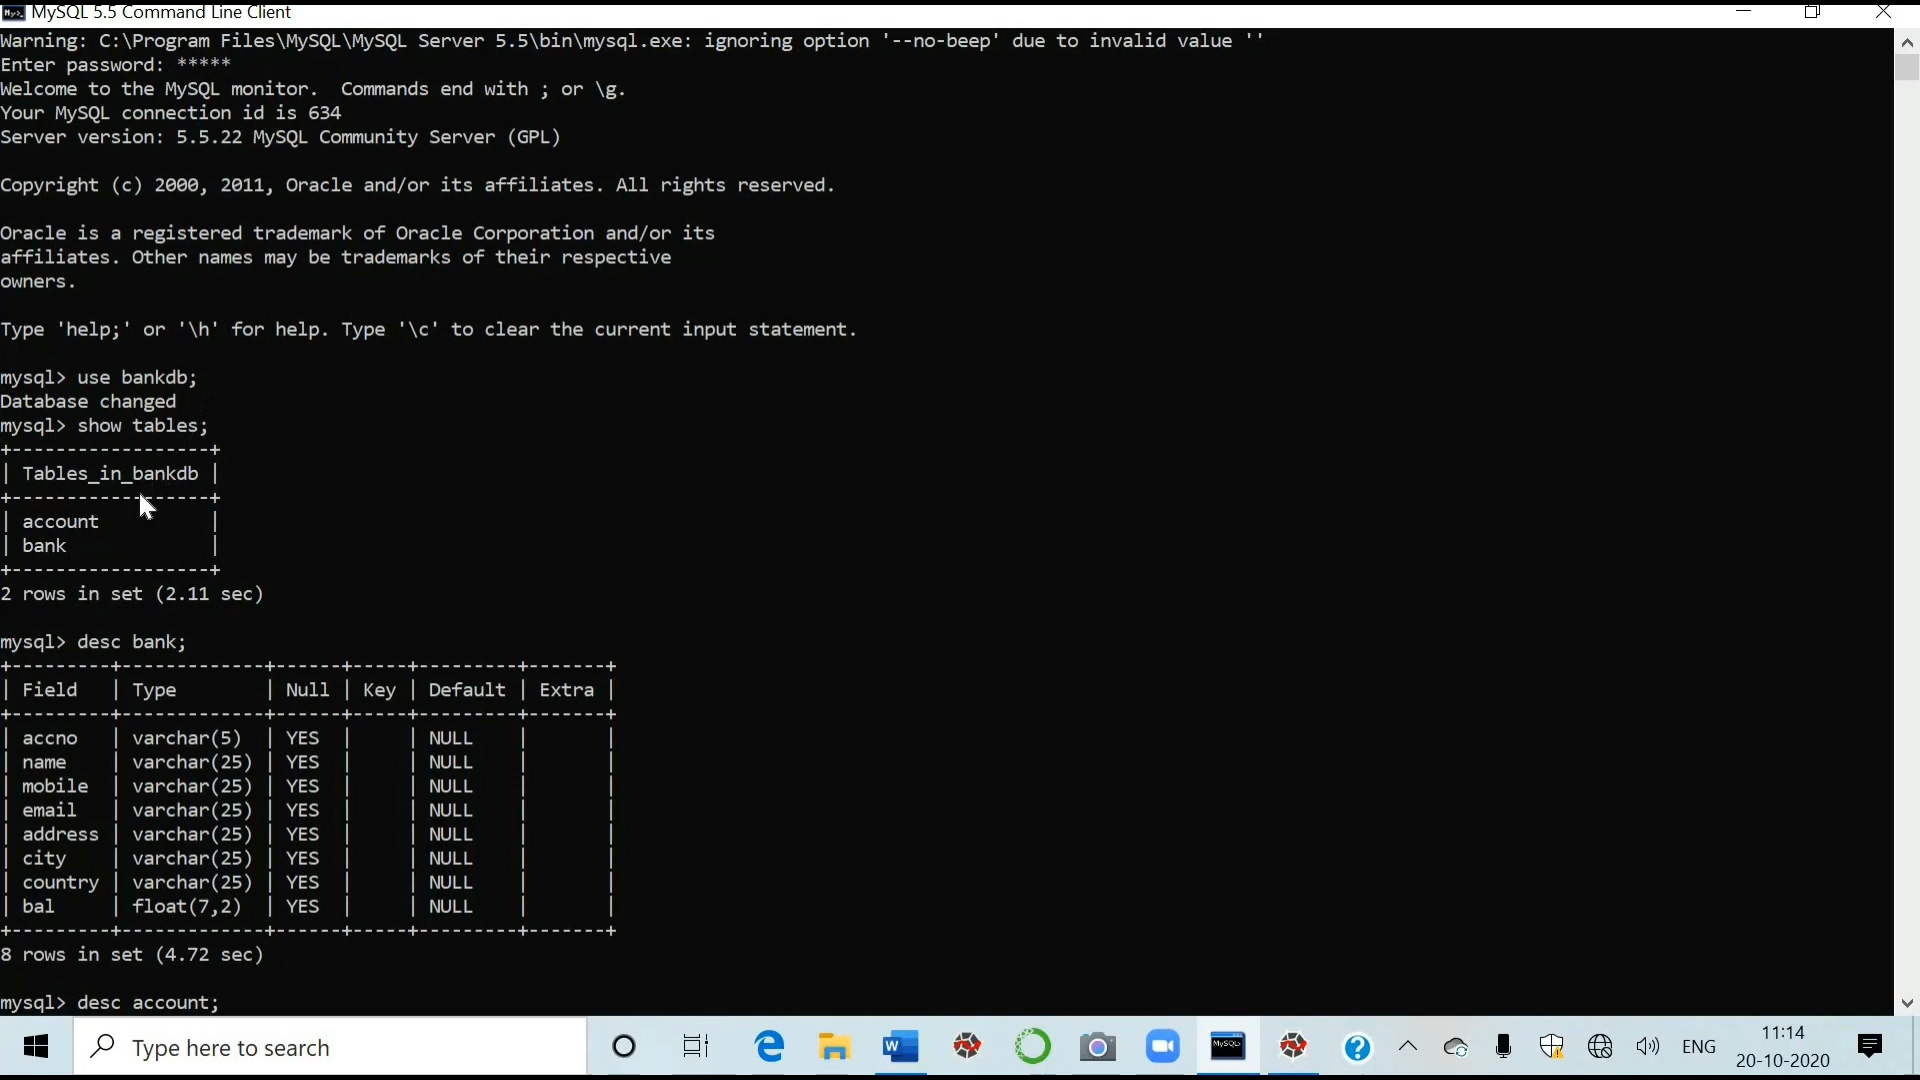 MySQL 5.5 Command Line Client
Warning: C:\Program Files\MySQL\MySQL Server 5.5\bin\mysql.exe: ignoring option '--no-beep' due to invalid value ''
Enter password: *****
Welcome to the MySQL monitor.  Commands end with ; or \g.
Your MySQL connection id is 634
Server version: 5.5.22 MySQL Community Server (GPL)
Copyright (c) 2000, 2011, Oracle and/or its affiliates. All rights reserved.
Oracle is a registered trademark of Oracle Corporation and/or its
affiliates. Other names may be trademarks of their respective
owners.
Type 'help;' or '\h' for help. Type '\c' to clear the current input statement.
mysql> use bankdb;
Database changed
mysql> show tables;
+------------------+
| Tables_in_bankdb |
+------------------+
| account          |
| bank             |
+------------------+
2 rows in set (2.11 sec)
mysql> desc bank;
+---------+-------------+------+-----+---------+-------+
| Field   | Type        | Null | Key | Default | Extra |
+---------+-------------+------+-----+---------+-------+
| accno   | varchar(5)  | YES  |     | NULL    |       |
| name    | varchar(25) | YES  |     | NULL    |       |
| mobile  | varchar(25) | YES  |     | NULL    |       |
| email   | varchar(25) | YES  |     | NULL    |       |
| address | varchar(25) | YES  |     | NULL    |       |
| city    | varchar(25) | YES  |     | NULL    |       |
| country | varchar(25) | YES  |     | NULL    |       |
| bal     | float(7,2)  | YES  |     | NULL    |       |
+---------+-------------+------+-----+---------+-------+
8 rows in set (4.72 sec)
mysql> desc account;
Type here to search
MySQL
ENG
11:14
20-10-2020